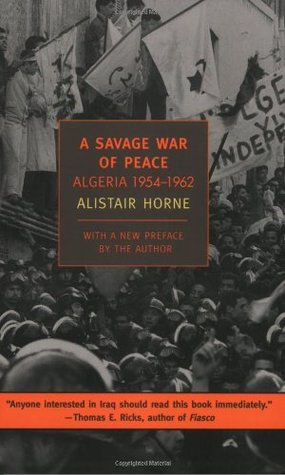 A SAVAGE WAR
OF PEACE
ALGERIA 1954–1962
ALISTAIR HORNE
WITH A NEW PREFACE
BY THE AUTHOR
"Anyone interested in Iraq should read this book immediately."
—Thomas E. Ricks, author of Fiasco